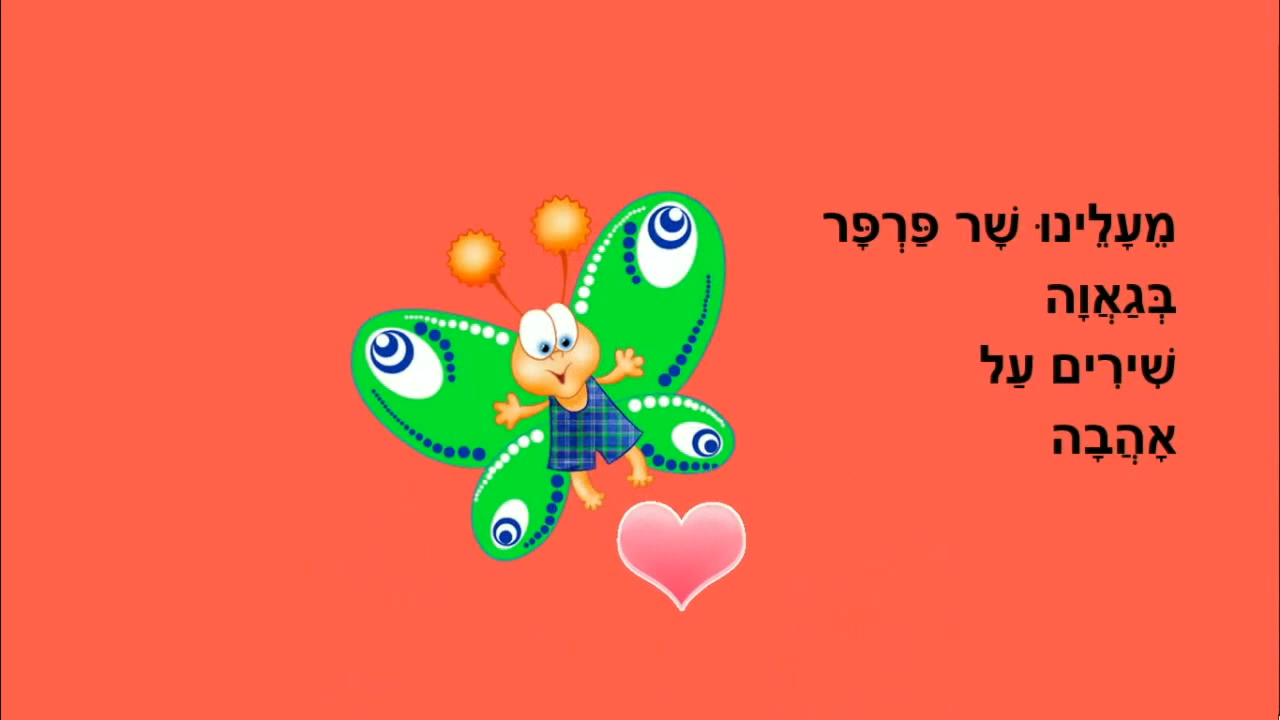 מֵעָלֵינוּ שָׁר פַּרְפָּר
בְּגַאֲוָה
שִׁירִים עַל
אָהֲבָה